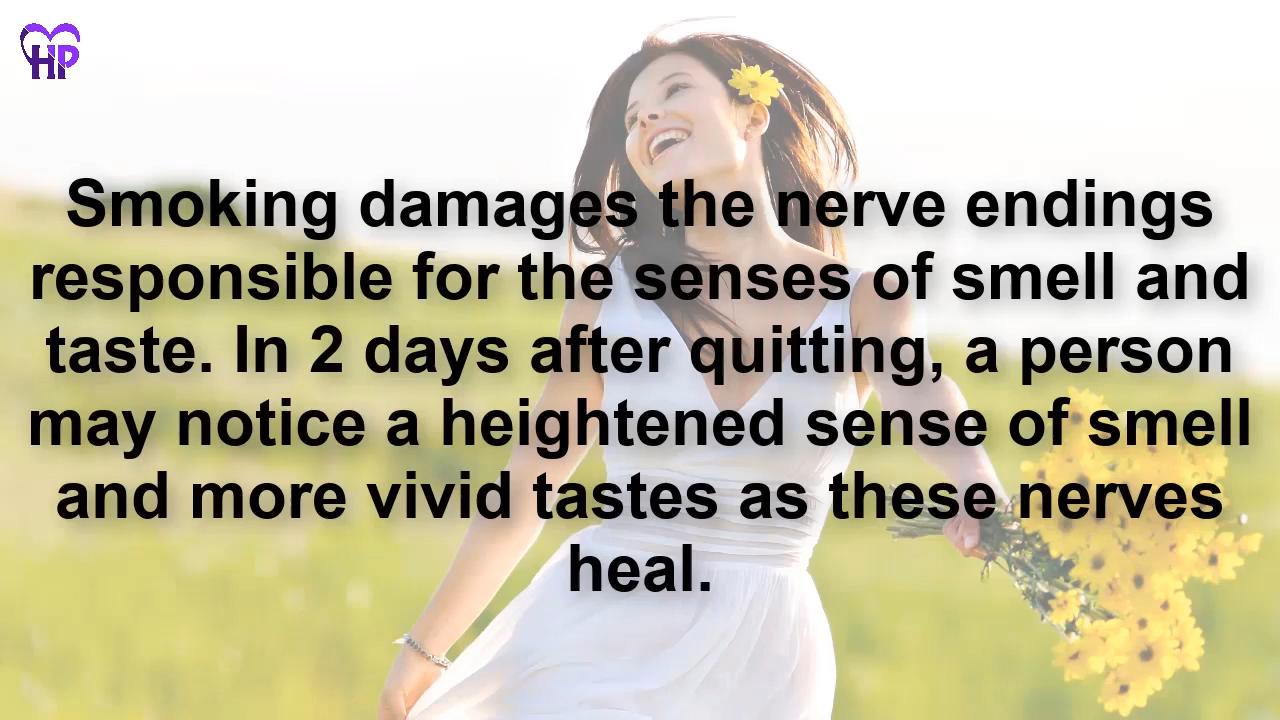 HP
Smoking damages the nerve endings
responsible for the senses of smell and
taste. In 2 days after quitting, a person
may notice a heightened sense of smell
and more vivid tastes as these nerves
heal.